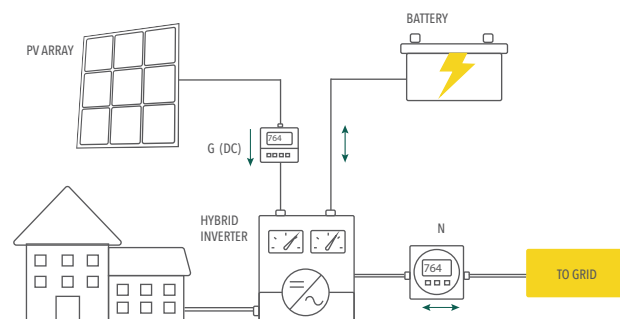 BATTERY
PV ARRAY
764
G (DC)
HYBRID
INVERTER
N
764
TO GRID